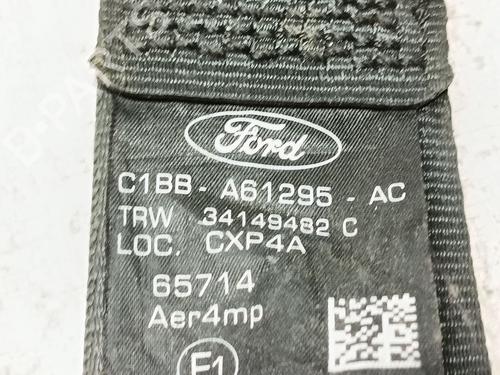 Ford
C1BB - A61295 - AC
TRW 34149482 C
LOC. CXP4A
65714
Aer4mp
E1